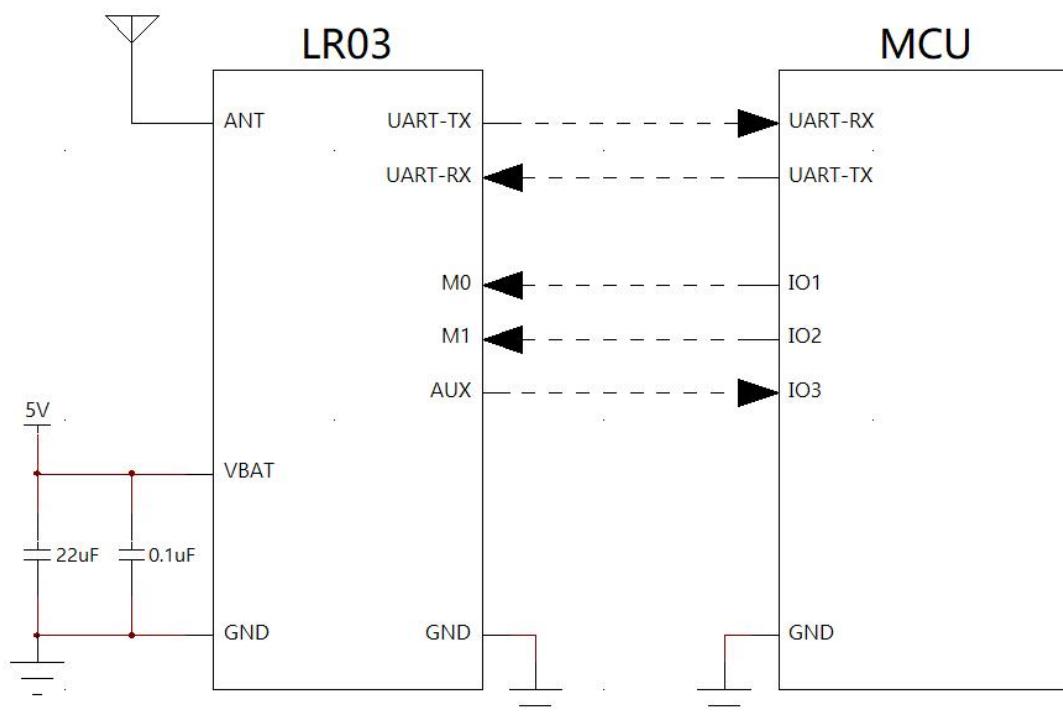 LR03
MCU
ANT
UART-TX
UART-RX
UART-RX
UART-TX
M0
IO1
M1
IO2
AUX
IO3
5V
VBAT
22uF
0.1uF
GND
GND
GND